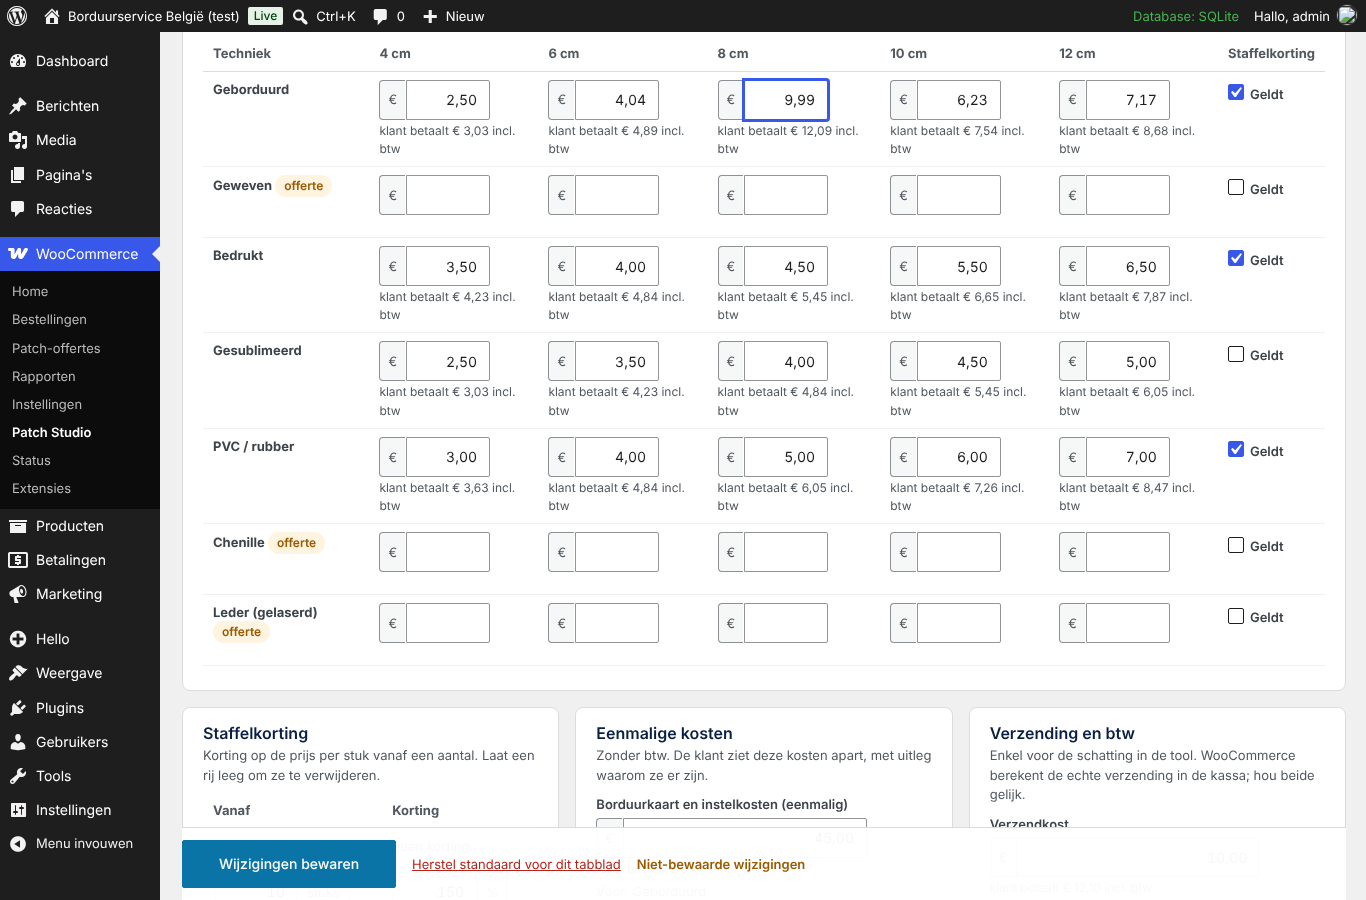 Borduurservice België (test) Live Ctrl+K 0 Nieuw Database: SQLite Hallo, admin
Dashboard
Berichten
Media
Pagina's
Reacties
WooCommerce
Home
Bestellingen
Patch-offertes
Rapporten
Instellingen
Patch Studio
Status
Extensies
Producten
Betalingen
Marketing
Hello
Weergave
Plugins
Gebruikers
Tools
Instellingen
Menu invouwen
Techniek 4 cm 6 cm 8 cm 10 cm 12 cm Staffelkorting
Geborduurd € 2,50 € 4,04 € 9,99 € 6,23 € 7,17 Geldt
klant betaalt € 3,03 incl. klant betaalt € 4,89 incl. klant betaalt € 12,09 incl. klant betaalt € 7,54 incl. klant betaalt € 8,68 incl.
btw btw btw btw btw
Geweven offerte € € € € € Geldt
Bedrukt € 3,50 € 4,00 € 4,50 € 5,50 € 6,50 Geldt
klant betaalt € 4,23 incl. klant betaalt € 4,84 incl. klant betaalt € 5,45 incl. klant betaalt € 6,65 incl. klant betaalt € 7,87 incl.
btw btw btw btw btw
Gesublimeerd € 2,50 € 3,50 € 4,00 € 4,50 € 5,00 Geldt
klant betaalt € 3,03 incl. klant betaalt € 4,23 incl. klant betaalt € 4,84 incl. klant betaalt € 5,45 incl. klant betaalt € 6,05 incl.
btw btw btw btw btw
PVC / rubber € 3,00 € 4,00 € 5,00 € 6,00 € 7,00 Geldt
klant betaalt € 3,63 incl. klant betaalt € 4,84 incl. klant betaalt € 6,05 incl. klant betaalt € 7,26 incl. klant betaalt € 8,47 incl.
btw btw btw btw btw
Chenille offerte € € € € € Geldt
Leder (gelaserd) € € € € € Geldt
offerte
Staffelkorting
Korting op de prijs per stuk vanaf een aantal. Laat een
rij leeg om ze te verwijderen.
Vanaf Korting
Eenmalige kosten
Zonder btw. De klant ziet deze kosten apart, met uitleg
waarom ze er zijn.
Borduurkaart en instelkosten (eenmalig)
€ 45,00
Verzending en btw
Enkel voor de schatting in de tool. WooCommerce
berekent de echte verzending in de kassa; hou beide
gelijk.
Verzendkost
€ 10,00
Wijzigingen bewaren Herstel standaard voor dit tabblad Niet-bewaarde wijzigingen